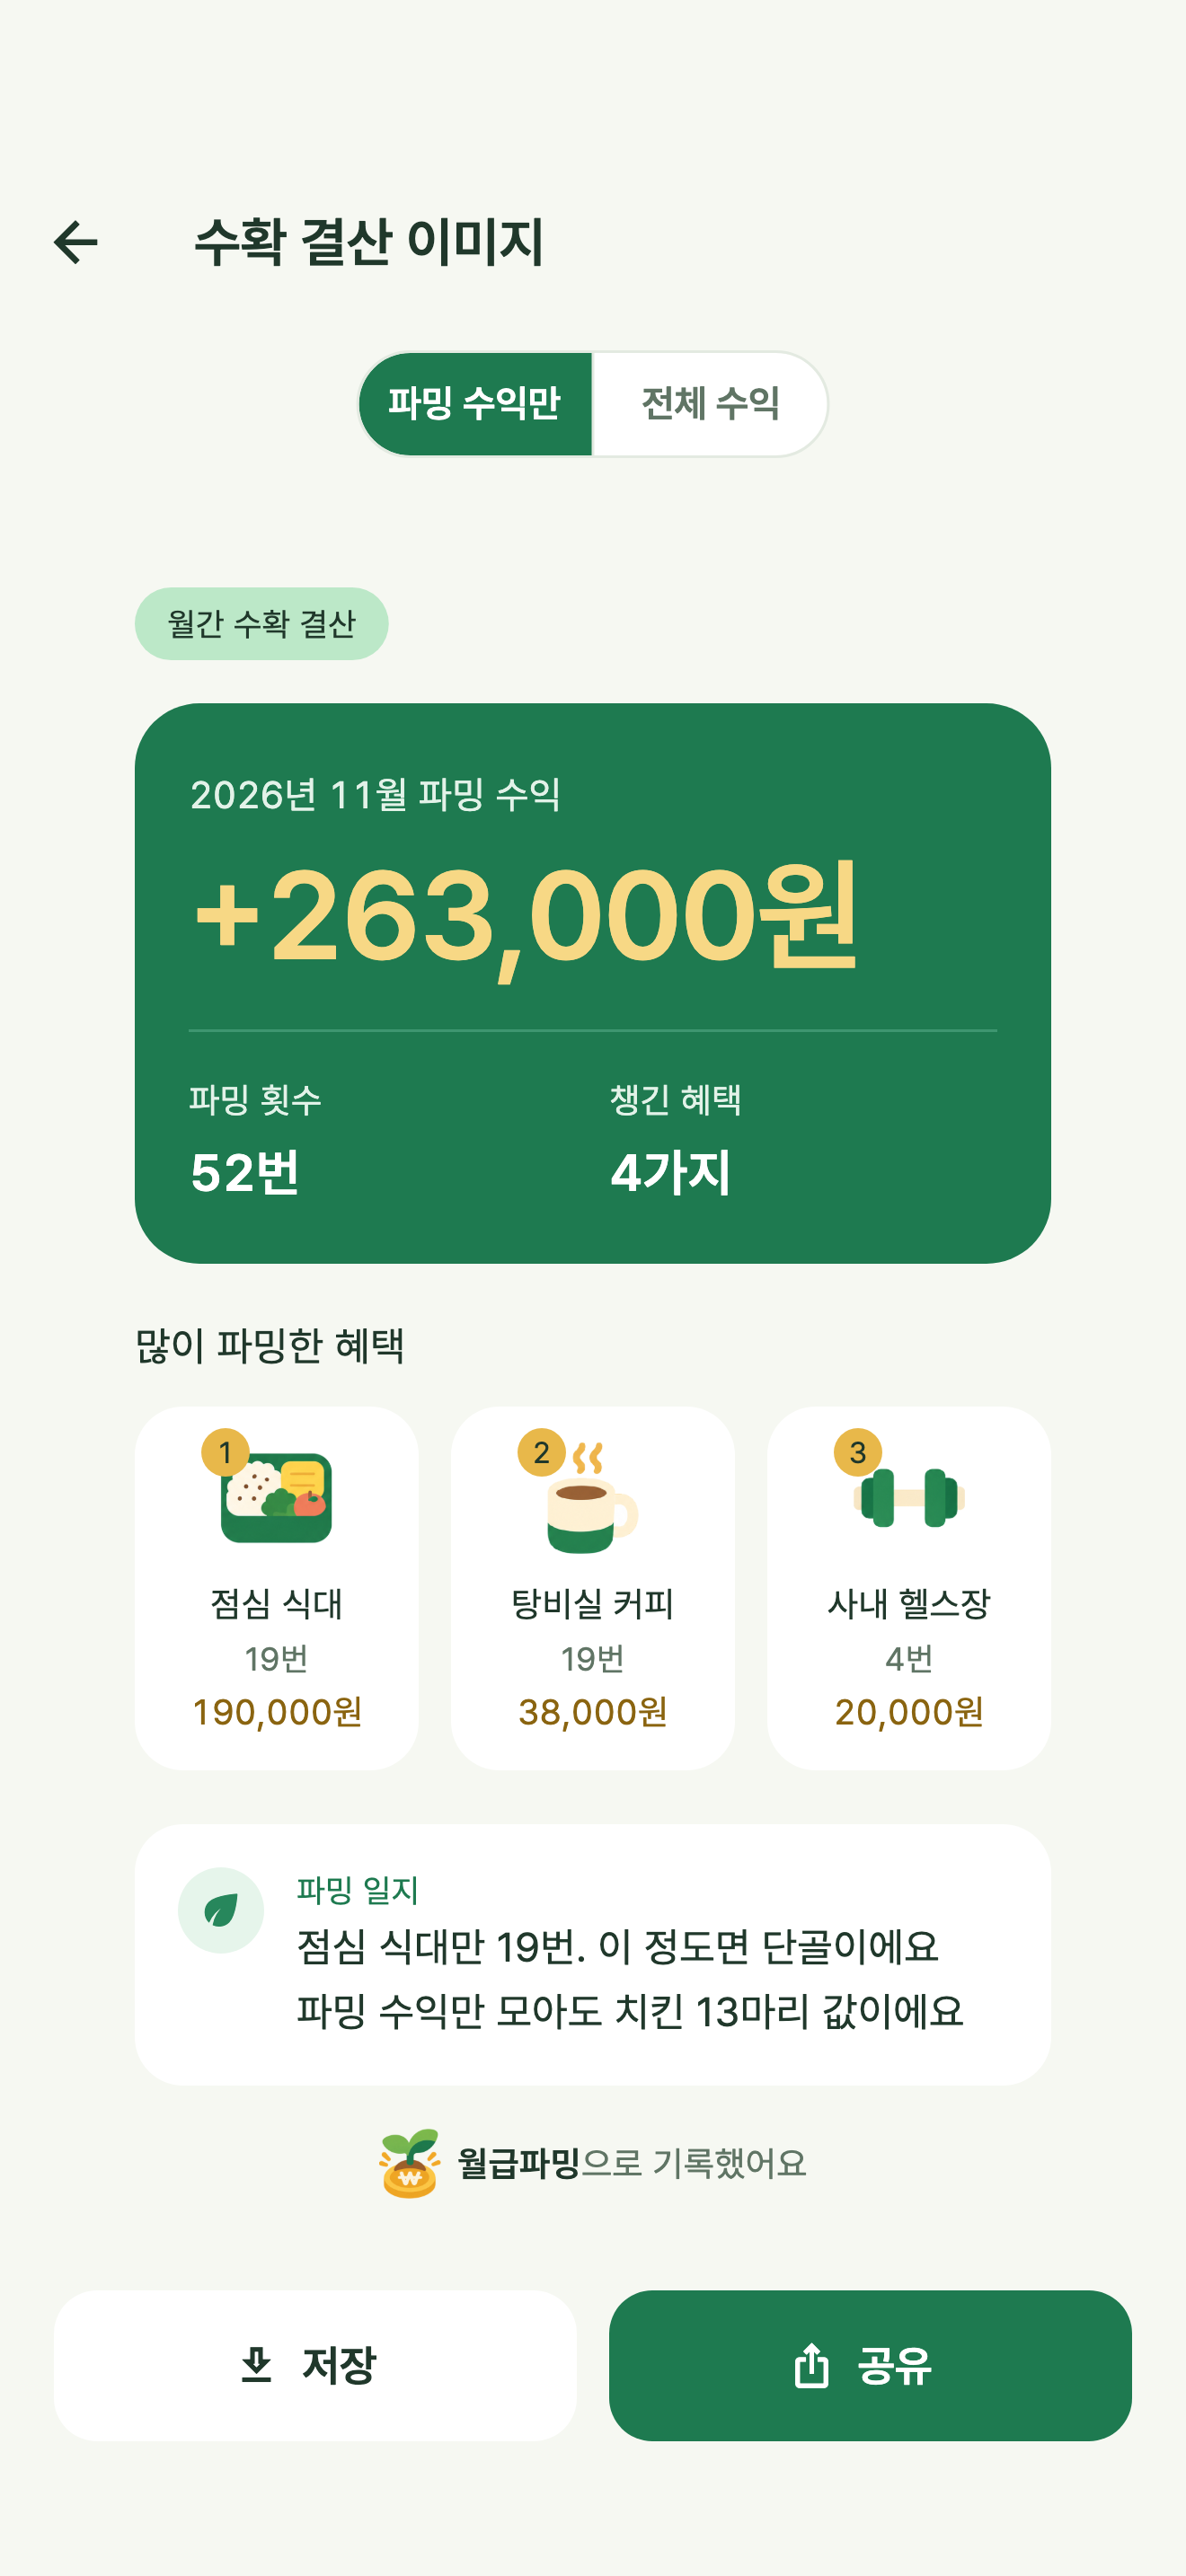 수확 결산 이미지
파밍 수익만 전체 수익
월간 수확 결산
2026년 11월 파밍 수익
+263,000원
파밍 횟수 챙긴 혜택
52번 4가지
많이 파밍한 혜택
1 2 3
점심 식대 탕비실 커피 사내 헬스장
19번 19번 4번
190,000원 38,000원 20,000원
파밍 일지
점심 식대만 19번. 이 정도면 단골이에요
파밍 수익만 모아도 치킨 13마리 값이에요
₩ 월급파밍으로 기록했어요
저장 공유